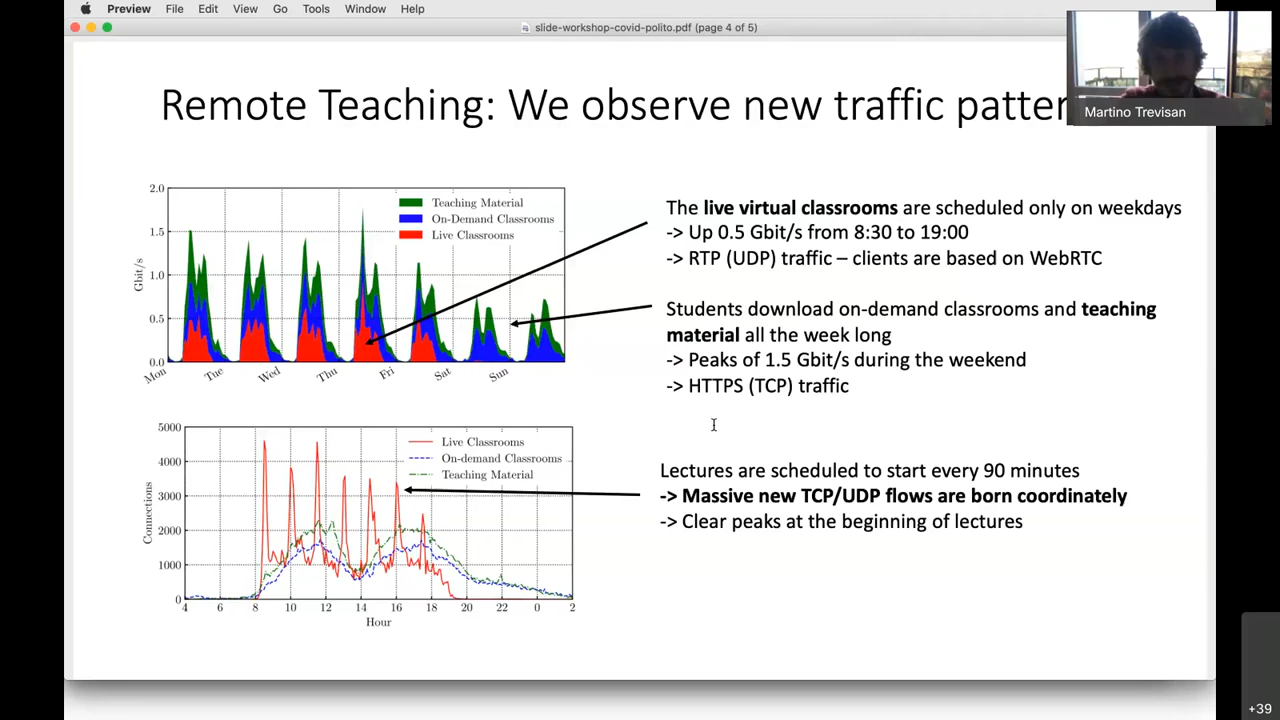 Preview File Edit View Go Tools Window Help
slide-workshop-covid-polito.pdf (page 4 of 5)
Martino Trevisan
Remote Teaching: We observe new traffic
Gbit/s
2.0
1.5
1.0
0.5
0.0
Teaching Material
On-Demand Classrooms
Live Classrooms
Mon Tue Wed Thu Fri Sat Sun
The live virtual classrooms are scheduled only on weekdays
-> Up 0.5 Gbit/s from 8:30 to 19:00
-> RTP (UDP) traffic – clients are based on WebRTC
Students download on-demand classrooms and teaching
material all the week long
-> Peaks of 1.5 Gbit/s during the weekend
-> HTTPS (TCP) traffic
Connections
5000
4000
3000
2000
1000
0
Live Classrooms
On-demand Classrooms
Teaching Material
4 6 8 10 12 14 16 18 20 22 0 2
Hour
Lectures are scheduled to start every 90 minutes
-> Massive new TCP/UDP flows are born coordinately
-> Clear peaks at the beginning of lectures
+39